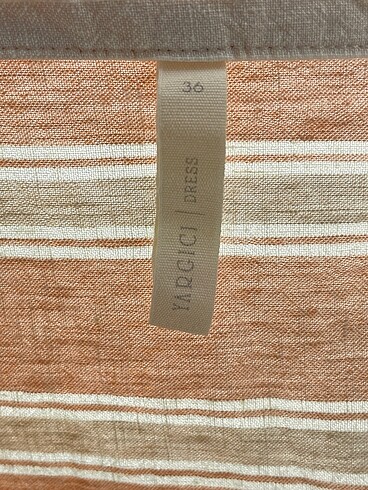 36
YARGICI | DRESS